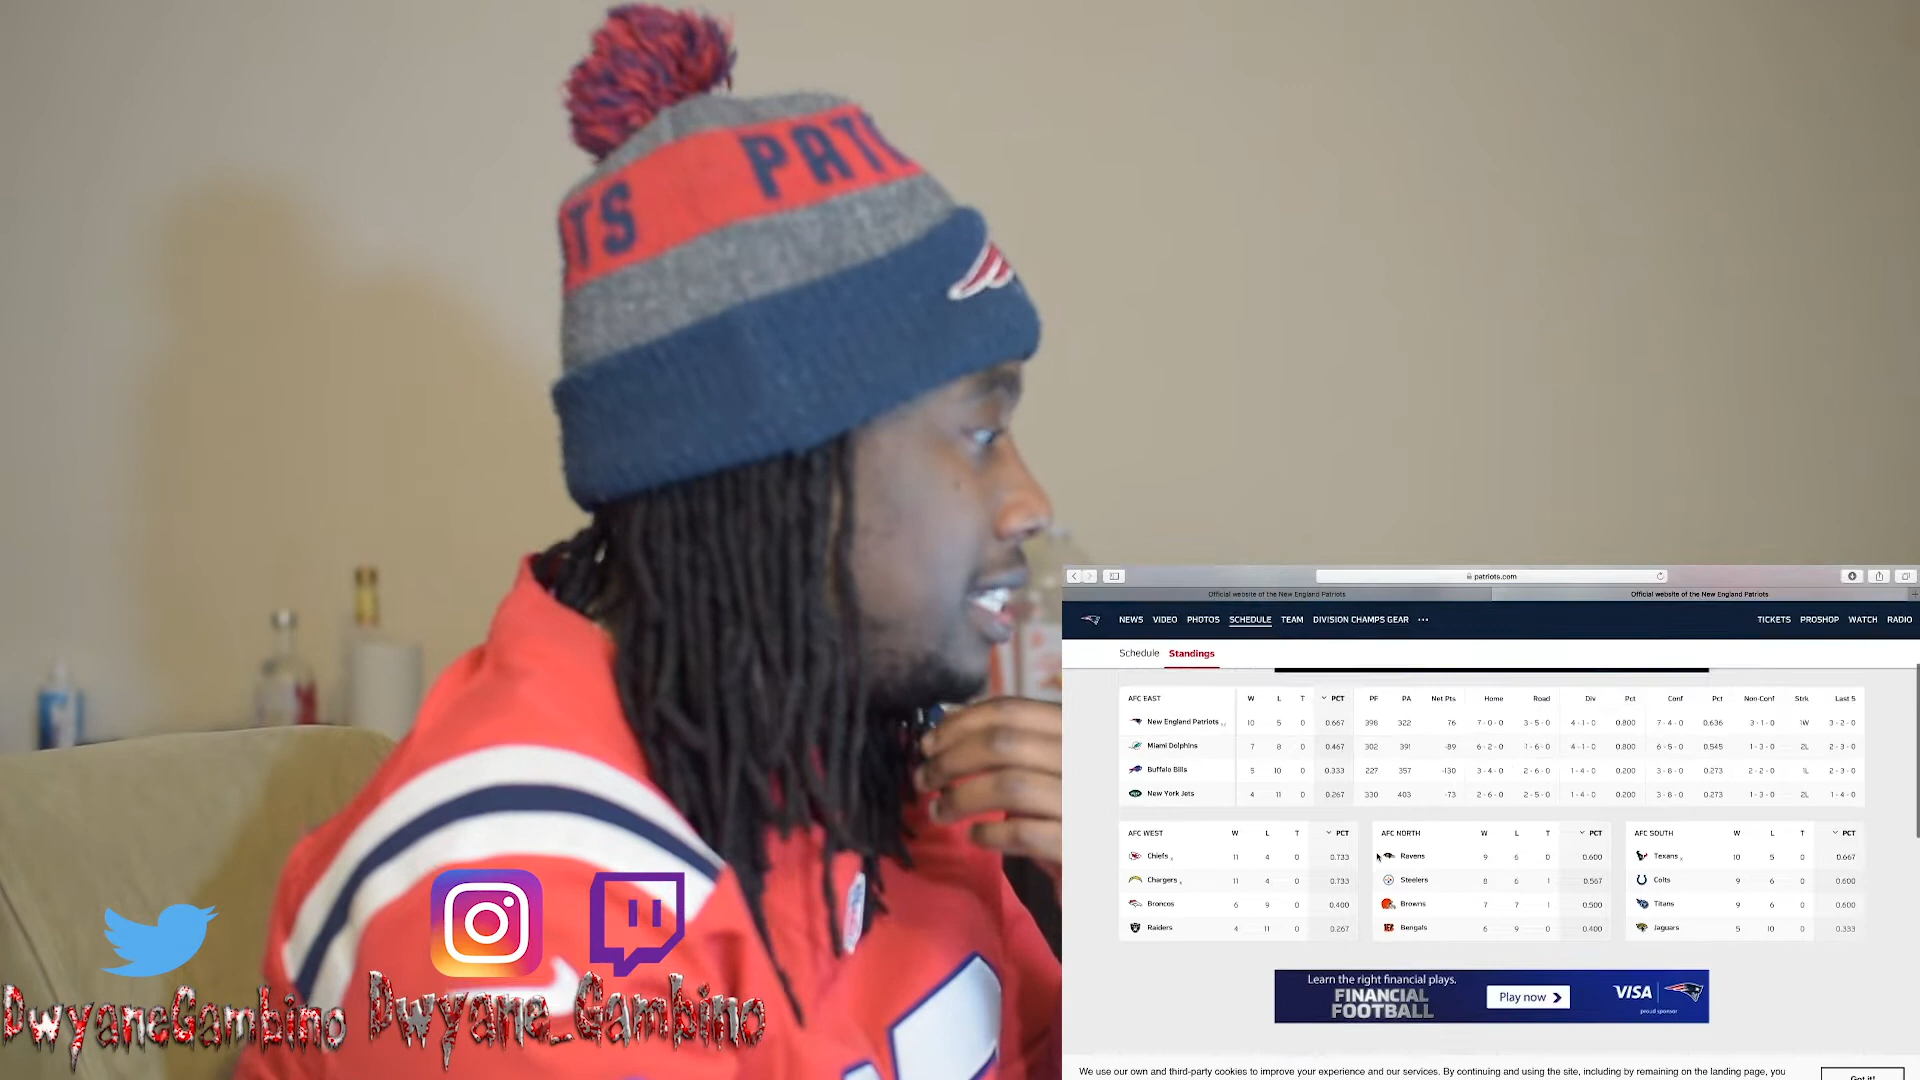 PAT
TS
patriots.com
Official website of the New England Patriots Official website of the New England Patriots
NEWS VIDEO PHOTOS SCHEDULE TEAM DIVISION CHAMPS GEAR ••• TICKETS PROSHOP WATCH RADIO
Schedule Standings
AFC EAST W L T PCT PF PA Net Pts Home Road Div Pct Conf Pct Non-Conf Strk Last 5
New England Patriots 10 5 0 0.667 398 322 76 7 - 0 - 0 3 - 5 - 0 4 - 1 - 0 0.800 7 - 4 - 0 0.636 3 - 1 - 0 1W 3 - 2 - 0
Miami Dolphins 7 8 0 0.467 302 391 -89 6 - 2 - 0 1 - 6 - 0 4 - 1 - 0 0.800 6 - 5 - 0 0.545 1 - 3 - 0 2L 2 - 3 - 0
Buffalo Bills 5 10 0 0.333 227 357 -130 3 - 4 - 0 2 - 6 - 0 1 - 4 - 0 0.200 3 - 8 - 0 0.273 2 - 2 - 0 1L 2 - 3 - 0
New York Jets 4 11 0 0.267 330 403 -73 2 - 6 - 0 2 - 5 - 0 1 - 4 - 0 0.200 3 - 8 - 0 0.273 1 - 3 - 0 2L 1 - 4 - 0
AFC WEST W L T PCT
Chiefs x 11 4 0 0.733
Chargers x 11 4 0 0.733
Broncos 6 9 0 0.400
Raiders 4 11 0 0.267
AFC NORTH W L T PCT
Ravens 9 6 0 0.600
Steelers 8 6 1 0.567
Browns 7 7 1 0.500
Bengals 6 9 0 0.400
AFC SOUTH W L T PCT
Texans x 10 5 0 0.667
Colts 9 6 0 0.600
Titans 9 6 0 0.600
Jaguars 5 10 0 0.333
Learn the right financial plays.
FINANCIAL
FOOTBALL
Play now
VISA
proud sponsor
We use our own and third-party cookies to improve your experience and our services. By continuing and using the site, including by remaining on the landing page, you
Got it!
DwyaneGambino
Dwyane_Gambino